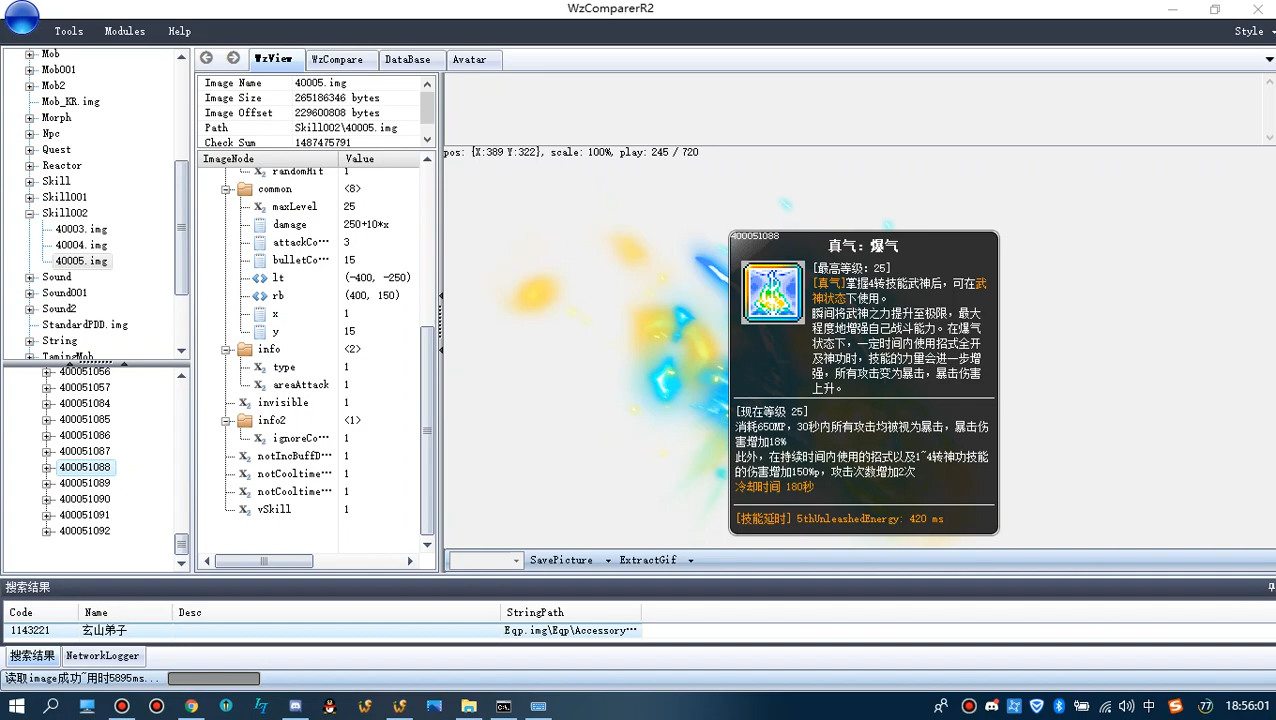 WzComparerR2
Tools Modules Help Style
Mob
Mob001
Mob2
Mob_KR.img
Morph
Npc
Quest
Reactor
Skill
Skill001
Skill002
40003.img
40004.img
40005.img
Sound
Sound001
Sound2
StandardPDD.img
String
TamingMob
400051056
400051057
400051084
400051085
400051086
400051087
400051088
400051089
400051090
400051091
400051092
WzView WzCompare DataBase Avatar
Image Name 40005.img
Image Size 265186346 bytes
Image Offset 229600808 bytes
Path Skill002\40005.img
Check Sum 1487475791
ImageNode Value
randomHit 1
common <8>
maxLevel 25
damage 250+10*x
attackCo··· 3
bulletCo··· 15
lt (-400, -250)
rb (400, 150)
x 1
y 15
info <2>
type 1
areaAttack 1
invisible 1
info2 <1>
ignoreCo··· 1
notIncBuffD··· 1
notCooltime··· 1
notCooltime··· 1
vSkill 1
pos: {X:389 Y:322}, scale: 100%, play: 245 / 720
400051088
真气：爆气
[最高等级：25]
[真气]掌握4转技能武神后，可在武
神状态下使用。
瞬间将武神之力提升至极限，最大
程度地增强自己战斗能力。在爆气
状态下，一定时间内使用招式全开
及神功时，技能的力量会进一步增
强，所有攻击变为暴击，暴击伤害
上升。
[现在等级 25]
消耗650MP，30秒内所有攻击均被视为暴击，暴击伤
害增加18%
此外，在持续时间内使用的招式以及1~4转神功技能
的伤害增加150%p，攻击次数增加2次
冷却时间 180秒
[技能延时] 5thUnleashedEnergy: 420 ms
SavePicture ExtractGif
搜索结果
Code Name Desc StringPath
1143221 玄山弟子 Eqp.img\Eqp\Accessory···
搜索结果 NetworkLogger
读取image成功~用时5895ms...
中 77 18:56:01